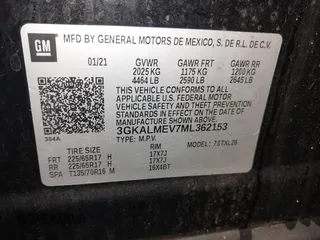 GM
MFD BY GENERAL MOTORS DE MEXICO, S. DE R.L. DE C.V.
01/21 GVWR GAWR FRT GAWR RR
2025 KG 1175 KG 1200 KG
4464 LB 2590 LB 2645 LB
THIS VEHICLE CONFORMS TO ALL
APPLICABLE U.S. FEDERAL MOTOR
VEHICLE SAFETY AND THEFT
PREVENTION STANDARDS IN EFFECT
ON THE DATE OF MANUFACTURE
SHOWN ABOVE.
3GKALMEV7ML362153
TYPE: M.P.V. MODEL: 7STXL26
TIRE SIZE RIM
FRT 225/65R17 H 17X7J
RR 225/65R17 H 17X7J
SPA T135/70R16 M 16X4BT